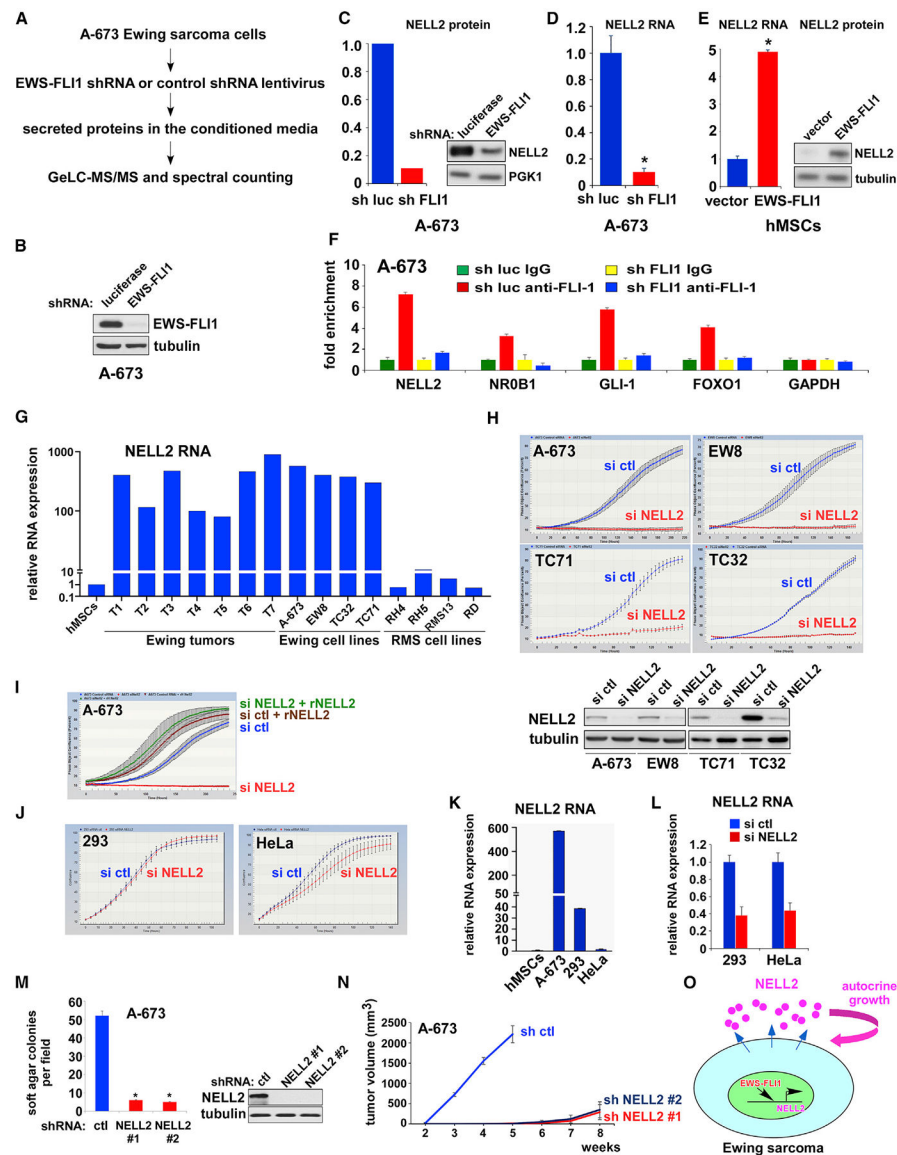 A
A-673 Ewing sarcoma cells
EWS-FLI1 shRNA or control shRNA lentivirus
secreted proteins in the conditioned media
GeLC-MS/MS and spectral counting
B
shRNA: luciferase EWS-FLI1
EWS-FLI1
tubulin
A-673
C
NELL2 protein
1.0
0.8
0.6
0.4
0.2
0
sh luc sh FLI1
shRNA: luciferase EWS-FLI1
NELL2
PGK1
A-673
D
NELL2 RNA
1.2
1.0
0.8
0.6
0.4
0.2
0
*
sh luc sh FLI1
A-673
E
NELL2 RNA NELL2 protein
5
4
3
2
1
0
*
vector EWS-FLI1
vector EWS-FLI1
NELL2
tubulin
hMSCs
F
A-673
sh luc IgG sh FLI1 IgG
sh luc anti-FLI-1 sh FLI1 anti-FLI-1
fold enrichment
10
8
6
4
2
0
NELL2 NR0B1 GLI-1 FOXO1 GAPDH
G
NELL2 RNA
relative RNA expression
1000
100
10
10
1
0.1
hMSCs T1 T2 T3 T4 T5 T6 T7 A-673 EW8 TC32 TC71 RH4 RH5 RMS13 RD
Ewing tumors Ewing cell lines RMS cell lines
H
A-673
si ctl
si NELL2
EW8
si ctl
si NELL2
TC71
si ctl
si NELL2
TC32
si ctl
si NELL2
Time (Hours)
si ctl si NELL2 si ctl si NELL2 si ctl si NELL2 si ctl si NELL2
NELL2
tubulin
A-673 EW8 TC71 TC32
I
A-673
si NELL2 + rNELL2
si ctl + rNELL2
si ctl
si NELL2
J
293
si ctl si NELL2
HeLa
si ctl
si NELL2
K
NELL2 RNA
relative RNA expression
600
400
200
50
40
30
20
10
0
hMSCs A-673 293 HeLa
L
NELL2 RNA
si ctl
si NELL2
relative RNA expression
1.2
1.0
0.8
0.6
0.4
0.2
0
293 HeLa
M
A-673
soft agar colonies
per field
60
50
40
30
20
10
0
* *
shRNA: ctl NELL2 #1 NELL2 #2
shRNA: ctl NELL2 #1 NELL2 #2
NELL2
tubulin
N
A-673
tumor volume (mm³)
2500
2000
1500
1000
500
0
sh ctl
sh NELL2 #2
sh NELL2 #1
2 3 4 5 6 7 8
weeks
O
NELL2
autocrine
growth
EWS-FLI1
NELL2
Ewing sarcoma